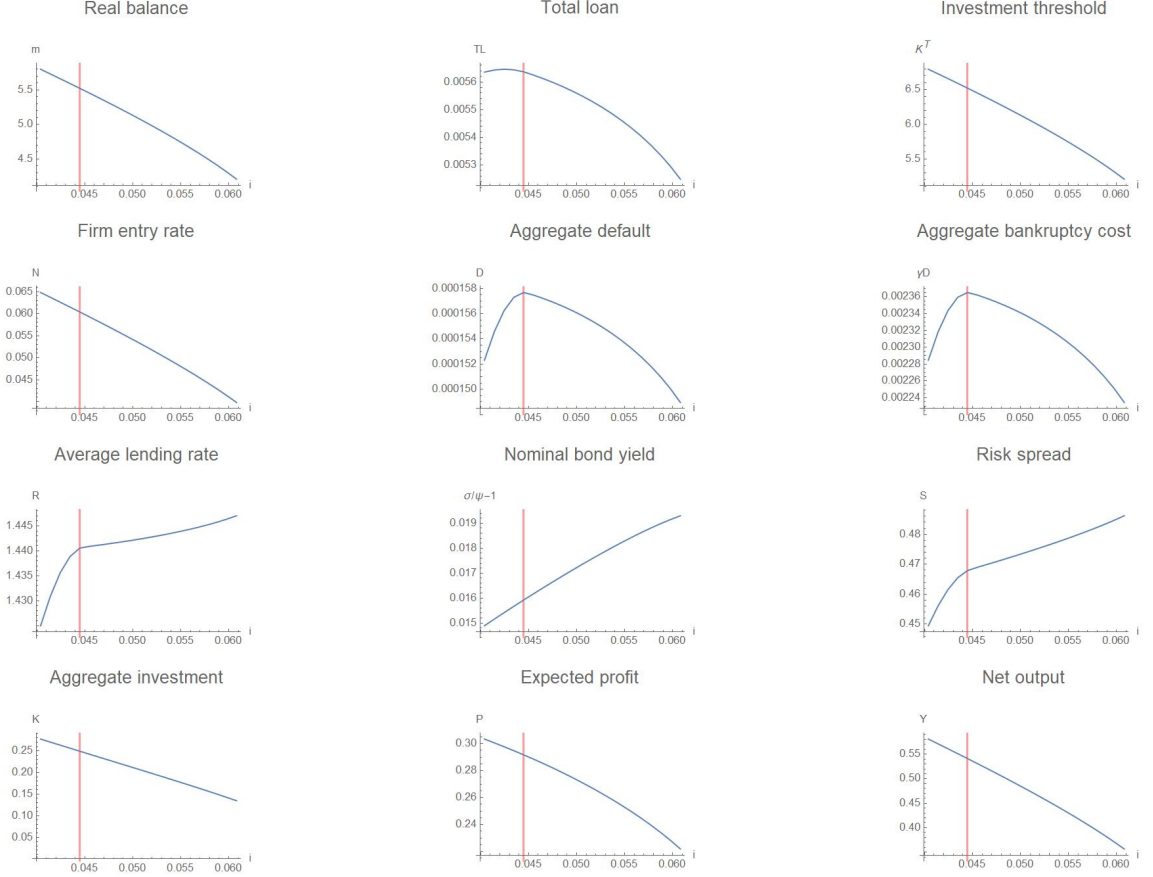 Real balance
Total loan
Investment threshold
m
TL
K^T
5.5
5.0
4.5
0.045 0.050 0.055 0.060
i
0.0056
0.0055
0.0054
0.0053
0.045 0.050 0.055 0.060
i
6.5
6.0
5.5
0.045 0.050 0.055 0.060
i
Firm entry rate
Aggregate default
Aggregate bankruptcy cost
N
D
γD
0.065
0.060
0.055
0.050
0.045
0.045 0.050 0.055 0.060
i
0.000158
0.000156
0.000154
0.000152
0.000150
0.045 0.050 0.055 0.060
i
0.00236
0.00234
0.00232
0.00230
0.00228
0.00226
0.00224
0.045 0.050 0.055 0.060
i
Average lending rate
Nominal bond yield
Risk spread
R
σ/ψ−1
S
1.445
1.440
1.435
1.430
0.045 0.050 0.055 0.060
i
0.019
0.018
0.017
0.016
0.015
0.045 0.050 0.055 0.060
i
0.48
0.47
0.46
0.45
0.045 0.050 0.055 0.060
i
Aggregate investment
Expected profit
Net output
K
P
Y
0.25
0.20
0.15
0.10
0.05
0.045 0.050 0.055 0.060
i
0.30
0.28
0.26
0.24
0.045 0.050 0.055 0.060
i
0.55
0.50
0.45
0.40
0.045 0.050 0.055 0.060
i